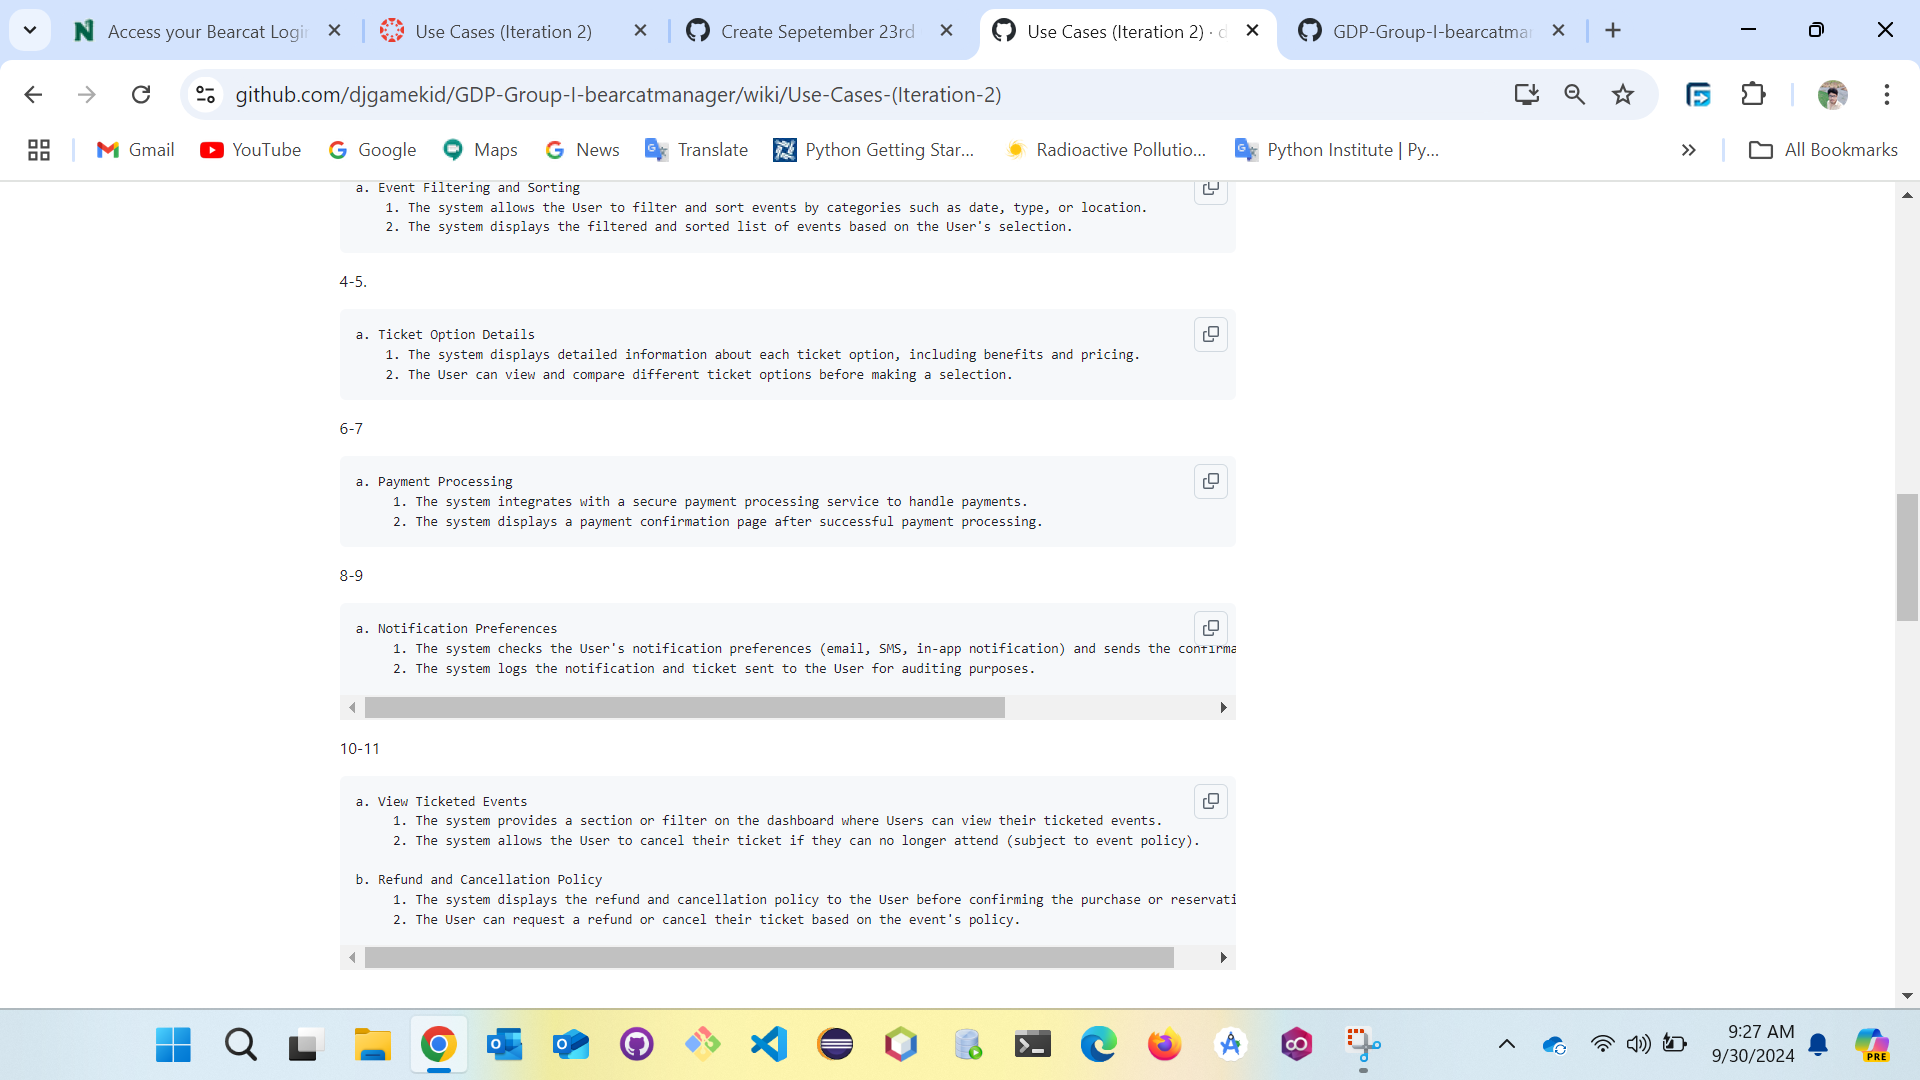 Access your Bearcat Logi
Use Cases (Iteration 2)
Create Sepetember 23rd
Use Cases (Iteration 2) · d
GDP-Group-I-bearcatma
github.com/djgamekid/GDP-Group-I-bearcatmanager/wiki/Use-Cases-(Iteration-2)
Gmail
YouTube
Google
Maps
News
Translate
Python Getting Star...
Radioactive Pollutio...
Python Institute | Py...
All Bookmarks
a. Event Filtering and Sorting
1. The system allows the User to filter and sort events by categories such as date, type, or location.
2. The system displays the filtered and sorted list of events based on the User's selection.
4-5.
a. Ticket Option Details
1. The system displays detailed information about each ticket option, including benefits and pricing.
2. The User can view and compare different ticket options before making a selection.
6-7
a. Payment Processing
1. The system integrates with a secure payment processing service to handle payments.
2. The system displays a payment confirmation page after successful payment processing.
8-9
a. Notification Preferences
1. The system checks the User's notification preferences (email, SMS, in-app notification) and sends the confirma
2. The system logs the notification and ticket sent to the User for auditing purposes.
10-11
a. View Ticketed Events
1. The system provides a section or filter on the dashboard where Users can view their ticketed events.
2. The system allows the User to cancel their ticket if they can no longer attend (subject to event policy).
b. Refund and Cancellation Policy
1. The system displays the refund and cancellation policy to the User before confirming the purchase or reservati
2. The User can request a refund or cancel their ticket based on the event's policy.
9:27 AM
9/30/2024
PRE